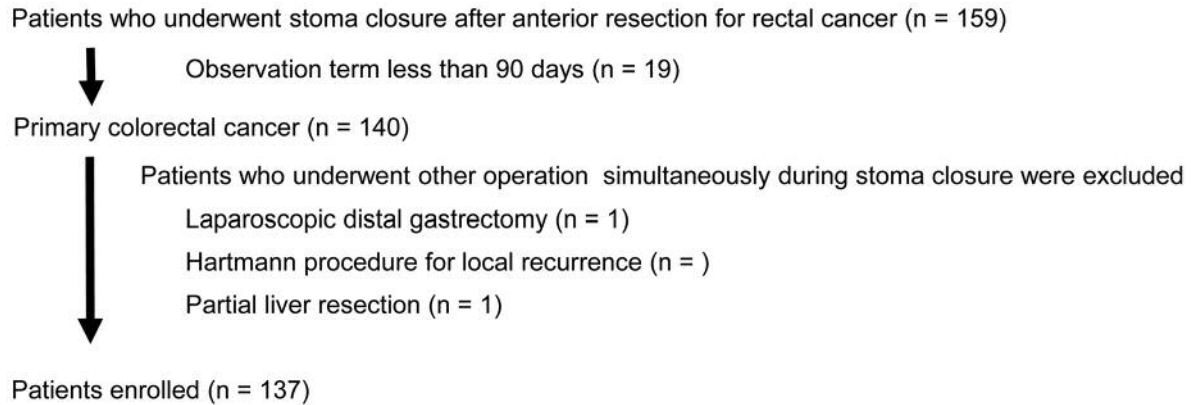 Patients who underwent stoma closure after anterior resection for rectal cancer (n = 159)
Observation term less than 90 days (n = 19)
Primary colorectal cancer (n = 140)
Patients who underwent other operation simultaneously during stoma closure were excluded
Laparoscopic distal gastrectomy (n = 1)
Hartmann procedure for local recurrence (n = )
Partial liver resection (n = 1)
Patients enrolled (n = 137)